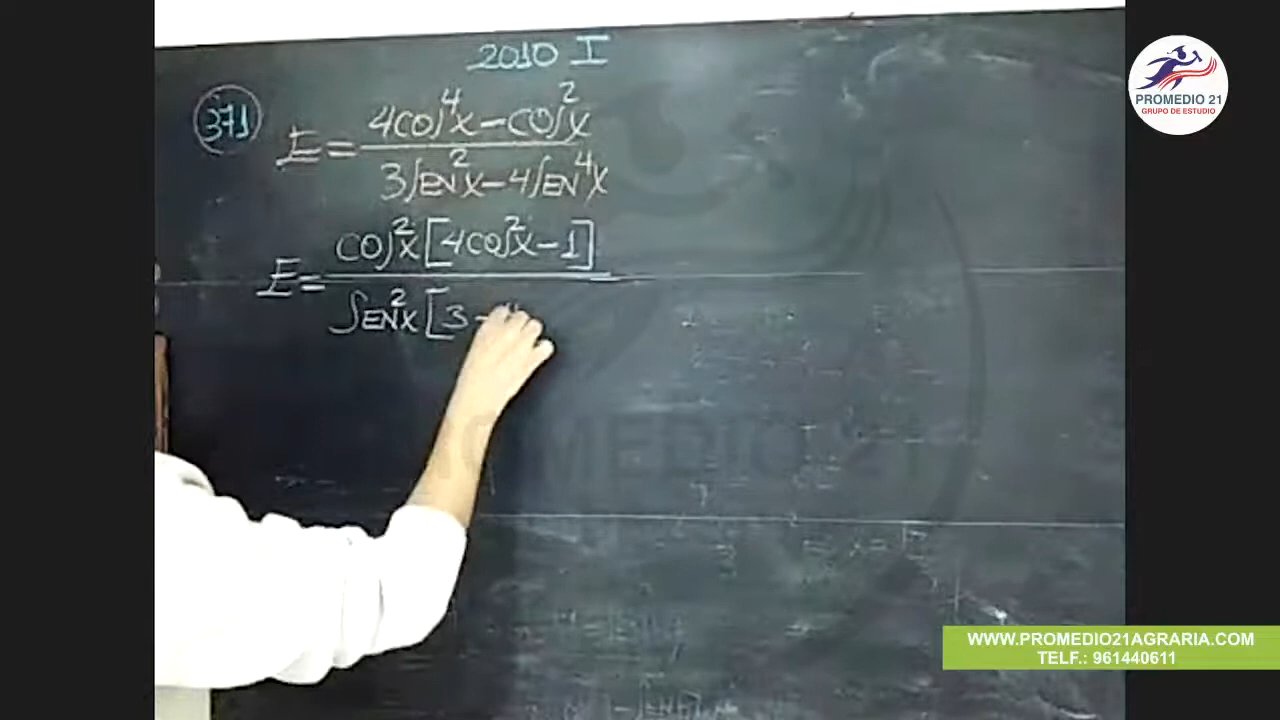 2010 I
371
E = 4COS⁴X - COS²X / 3SEN²X - 4SEN⁴X
E = COS²X [4COS²X - 1] / SEN²X [3 -
PROMEDIO 21
GRUPO DE ESTUDIO
WWW.PROMEDIO21AGRARIA.COM
TELF.: 961440611